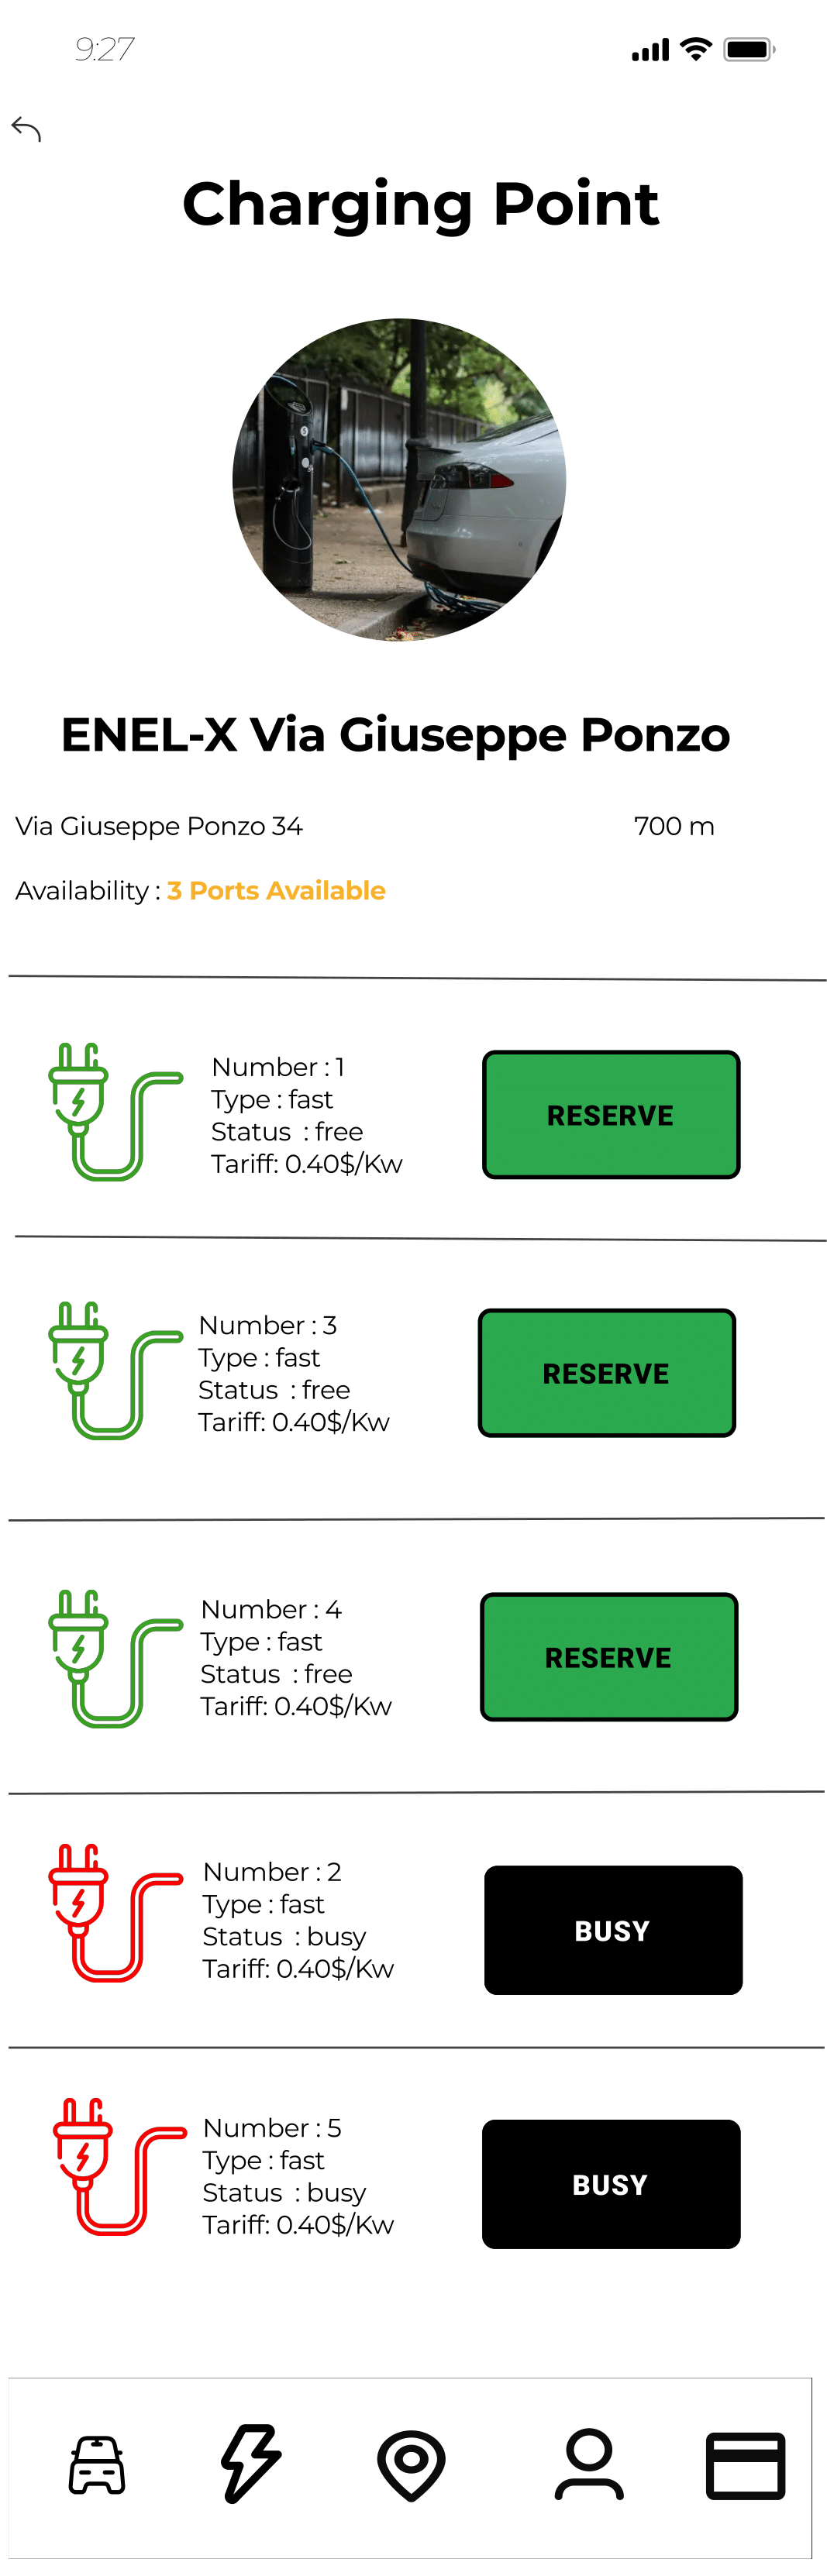 9:27
Charging Point
ENEL-X Via Giuseppe Ponzo
Via Giuseppe Ponzo 34 700 m
Availability : 3 Ports Available
Number : 1
Type : fast
Status : free
Tariff: 0.40$/Kw
RESERVE
Number : 3
Type : fast
Status : free
Tariff: 0.40$/Kw
RESERVE
Number : 4
Type : fast
Status : free
Tariff: 0.40$/Kw
RESERVE
Number : 2
Type : fast
Status : busy
Tariff: 0.40$/Kw
BUSY
Number : 5
Type : fast
Status : busy
Tariff: 0.40$/Kw
BUSY